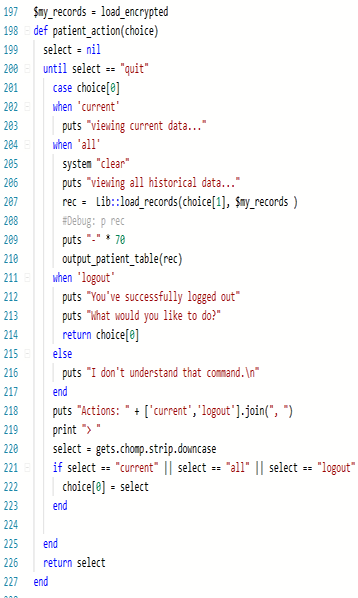 197 $my_records = load_encrypted
198 def patient_action(choice)
199 select = nil
200 until select == "quit"
201 case choice[0]
202 when 'current'
203 puts "viewing current data..."
204 when 'all'
205 system "clear"
206 puts "viewing all historical data..."
207 rec = Lib::load_records(choice[1], $my_records )
208 #Debug: p rec
209 puts "-" * 70
210 output_patient_table(rec)
211 when 'logout'
212 puts "You've successfully logged out"
213 puts "What would you like to do?"
214 return choice[0]
215 else
216 puts "I don't understand that command.\n"
217 end
218 puts "Actions: " + ['current','logout'].join(", ")
219 print "> "
220 select = gets.chomp.strip.downcase
221 if select == "current" || select == "all" || select == "logout"
222 choice[0] = select
223 end
224
225 end
226 return select
227 end